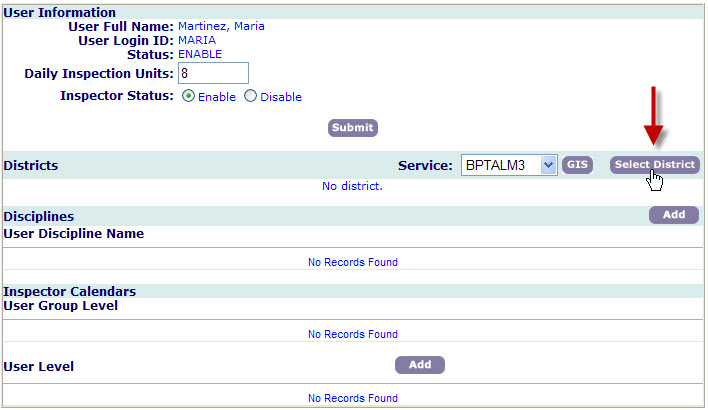 User Information
User Full Name: Martinez, Maria
User Login ID: MARIA
Status: ENABLE
Daily Inspection Units: 8
Inspector Status: Enable Disable
Submit
Districts Service: BPTALM3 GIS Select District
No district.
Disciplines Add
User Discipline Name
No Records Found
Inspector Calendars
User Group Level
No Records Found
User Level Add
No Records Found